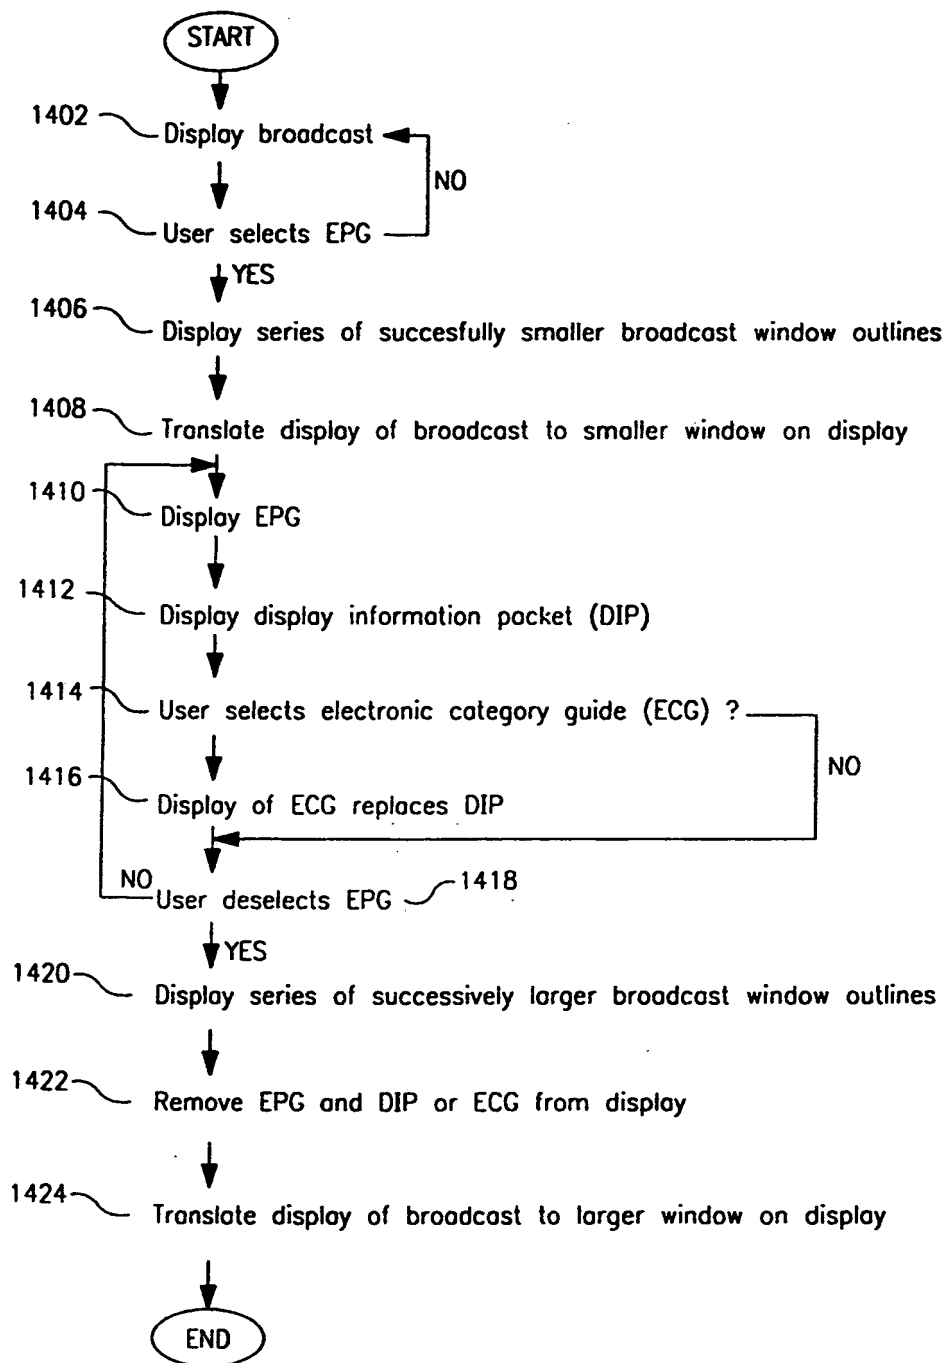 START
1402
Display broadcast
NO
1404
User selects EPG
YES
1406
Display series of succesfully smaller broadcast window outlines
1408
Translate display of broadcast to smaller window on display
1410
Display EPG
1412
Display display information packet (DIP)
1414
User selects electronic category guide (ECG) ?
NO
1416
Display of ECG replaces DIP
NO
User deselects EPG
1418
YES
1420
Display series of successively larger broadcast window outlines
1422
Remove EPG and DIP or ECG from display
1424
Translate display of broadcast to larger window on display
END